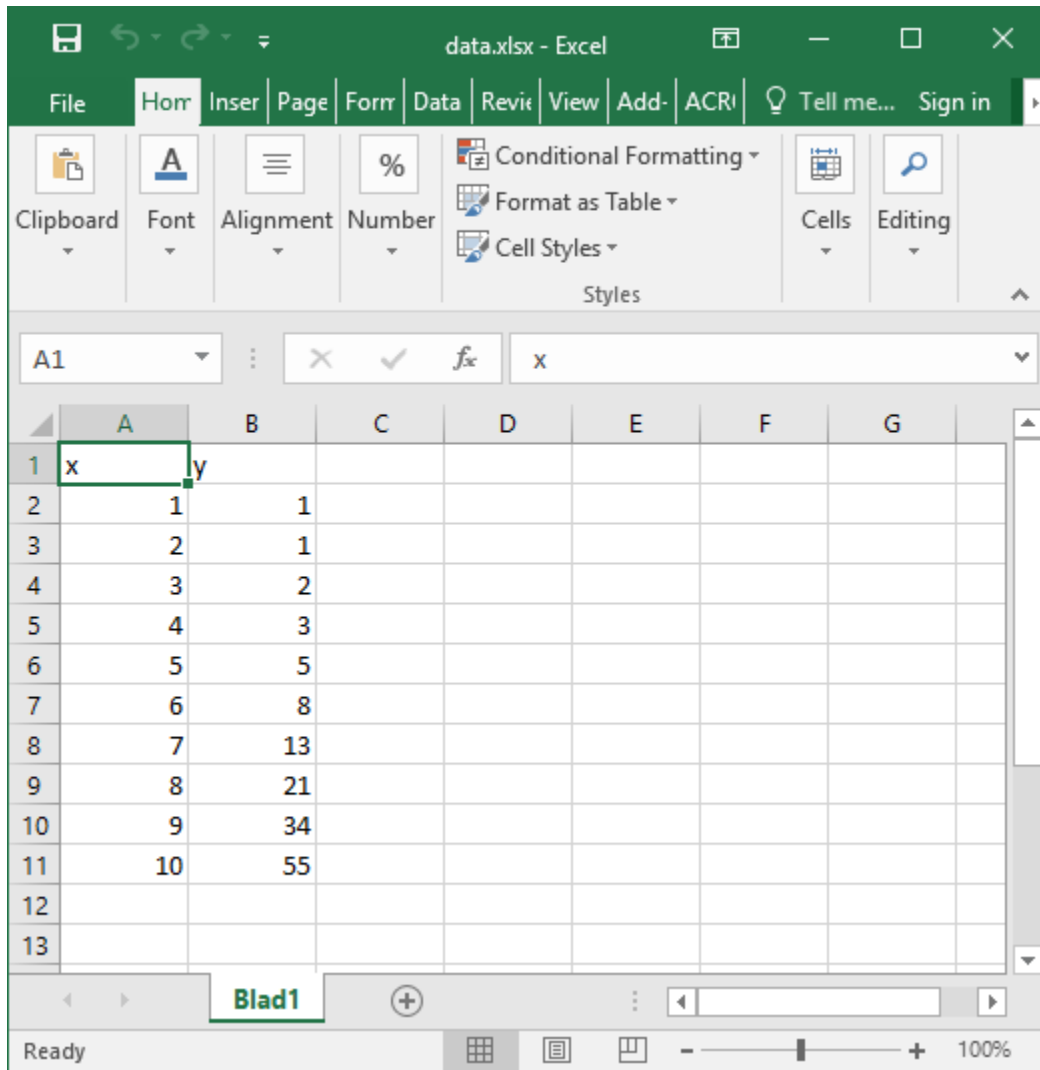 data.xlsx - Excel
File Hom Inser Page Form Data Revie View Add- ACRI Tell me... Sign in
A % Conditional Formatting
Format as Table
Clipboard Font Alignment Number Cells Editing
Cell Styles
Styles
A1 fx x
A B C D E F G
1 x y
2 1 1
3 2 1
4 3 2
5 4 3
6 5 5
7 6 8
8 7 13
9 8 21
10 9 34
11 10 55
12
13
Blad1
Ready 100%